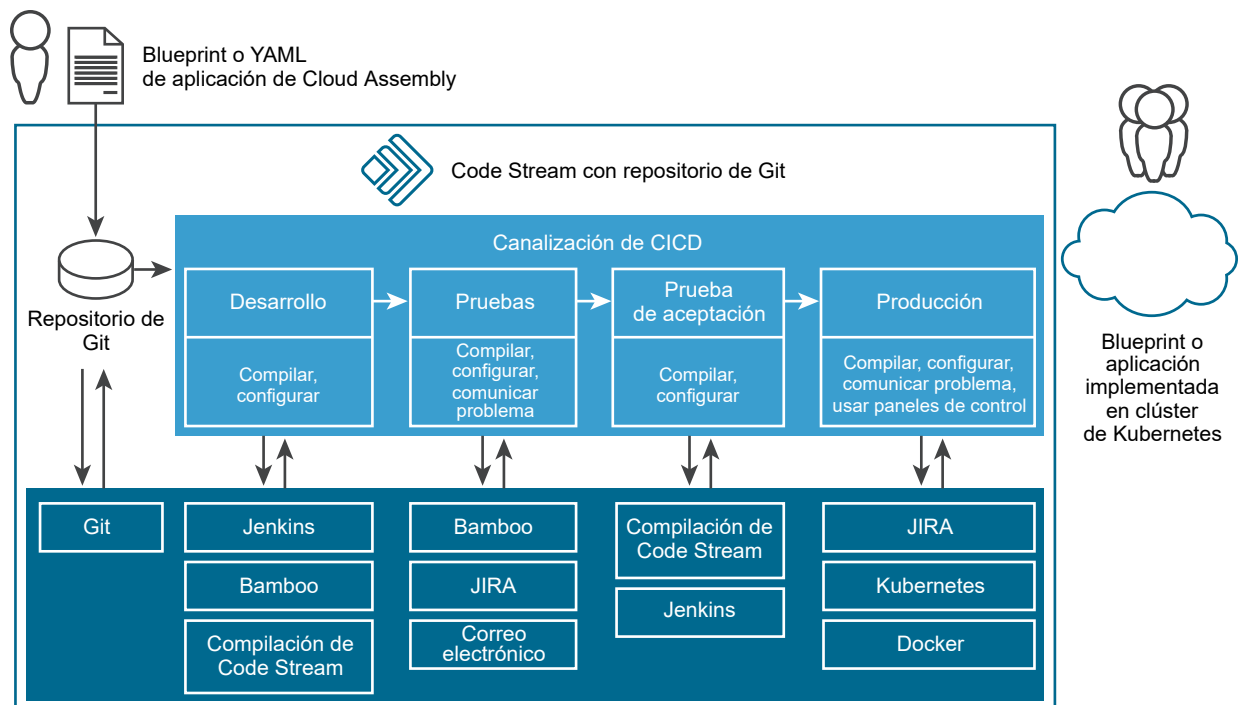 Blueprint o YAML
de aplicación de Cloud Assembly
Code Stream con repositorio de Git
Canalización de CICD
Repositorio de
Git
Desarrollo
Compilar,
configurar
Pruebas
Compilar,
configurar,
comunicar
problema
Prueba
de aceptación
Compilar,
configurar
Producción
Compilar, configurar,
comunicar problema,
usar paneles de control
Blueprint o
aplicación
implementada
en clúster
de Kubernetes
Git
Jenkins
Bamboo
Compilación de
Code Stream
Bamboo
JIRA
Correo
electrónico
Compilación de
Code Stream
Jenkins
JIRA
Kubernetes
Docker